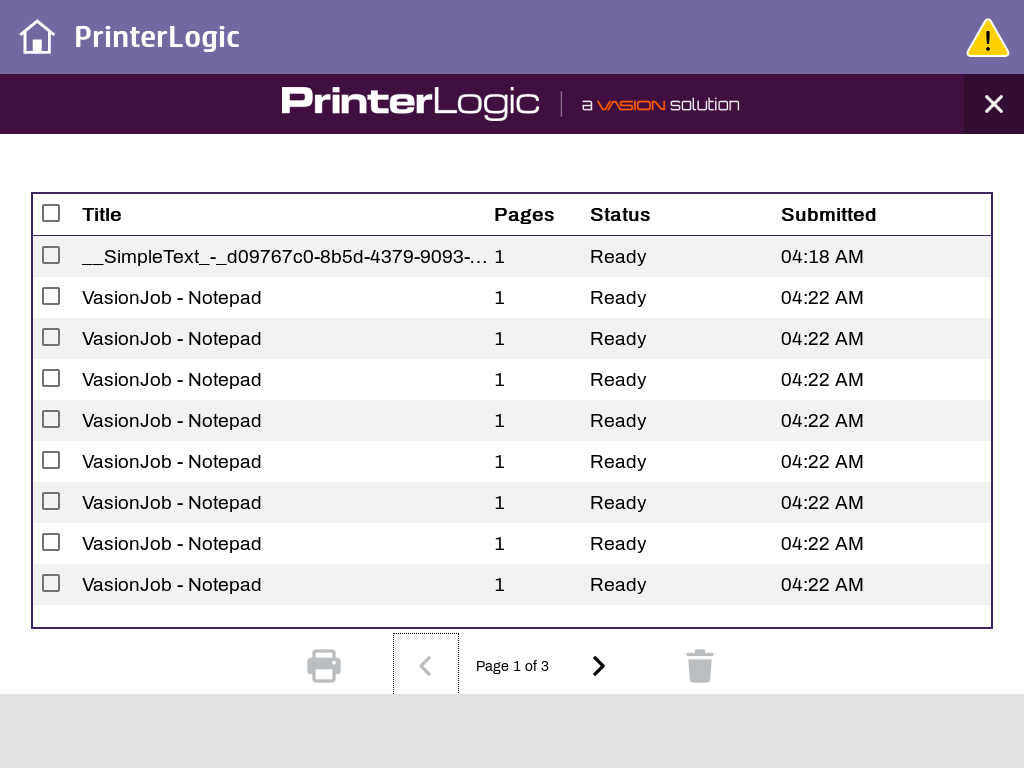 PrinterLogic
PrinterLogic a VASION solution
Title Pages Status Submitted
__SimpleText_-_d09767c0-8b5d-4379-9093-... 1 Ready 04:18 AM
VasionJob - Notepad 1 Ready 04:22 AM
VasionJob - Notepad 1 Ready 04:22 AM
VasionJob - Notepad 1 Ready 04:22 AM
VasionJob - Notepad 1 Ready 04:22 AM
VasionJob - Notepad 1 Ready 04:22 AM
VasionJob - Notepad 1 Ready 04:22 AM
VasionJob - Notepad 1 Ready 04:22 AM
VasionJob - Notepad 1 Ready 04:22 AM
Page 1 of 3